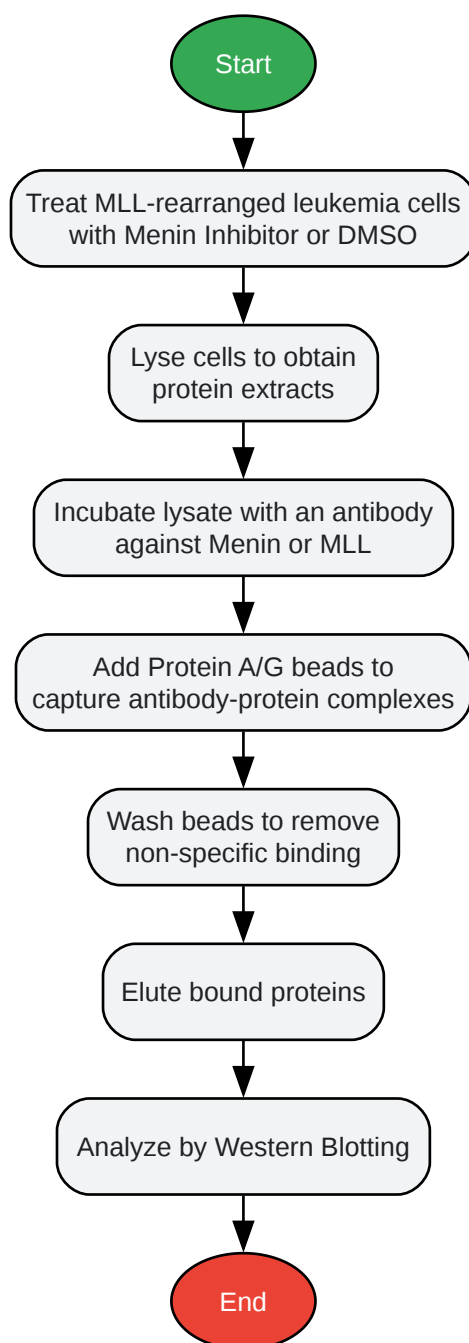 Start
Treat MLL-rearranged leukemia cells
with Menin Inhibitor or DMSO
Lyse cells to obtain
protein extracts
Incubate lysate with an antibody
against Menin or MLL
Add Protein A/G beads to
capture antibody-protein complexes
Wash beads to remove
non-specific binding
Elute bound proteins
Analyze by Western Blotting
End